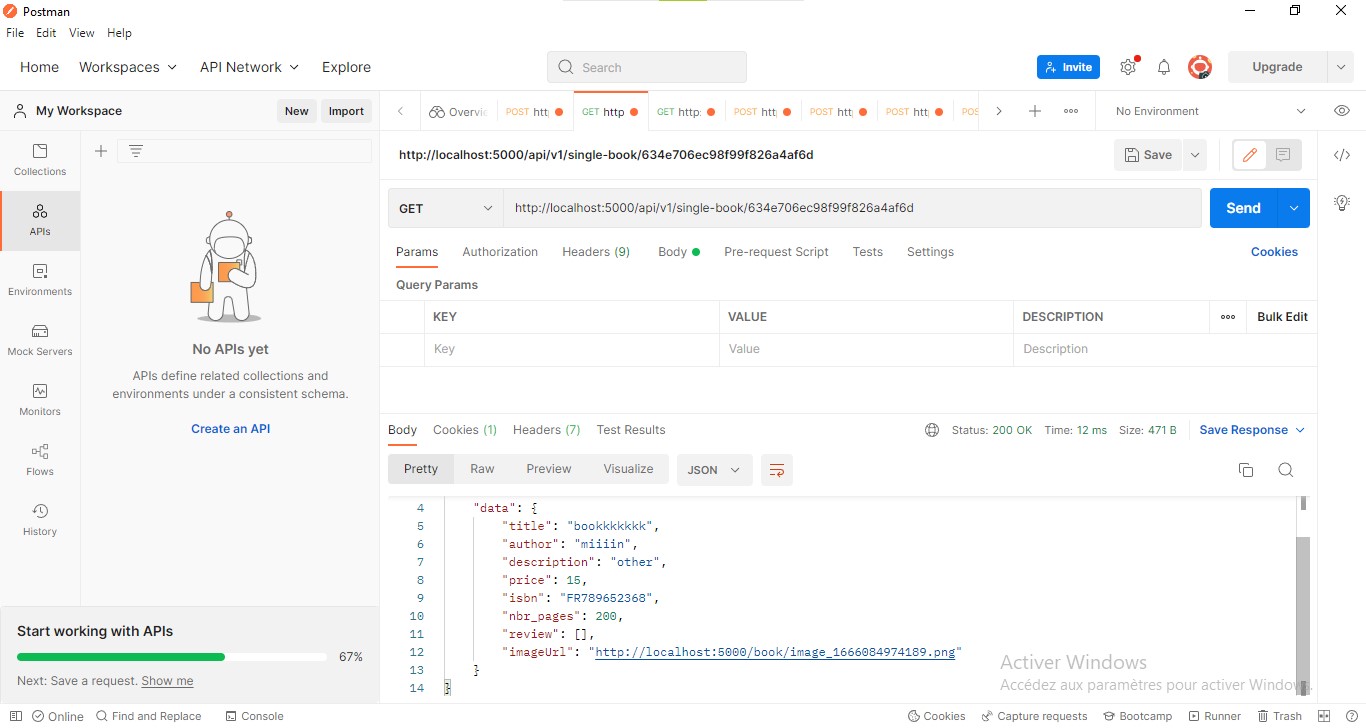 Postman
File Edit View Help
Home Workspaces API Network Explore Search Invite Upgrade
My Workspace New Import Overvie POST htt GET http GET http: POST htt POST htt POST htt POS No Environment
http://localhost:5000/api/v1/single-book/634e706ec98f99f826a4af6d Save
Collections
APIs
Environments
Mock Servers
Monitors
Flows
History
No APIs yet
APIs define related collections and
environments under a consistent schema.
Create an API
Start working with APIs
67%
Next: Save a request. Show me
GET http://localhost:5000/api/v1/single-book/634e706ec98f99f826a4af6d Send
Params Authorization Headers (9) Body Pre-request Script Tests Settings Cookies
Query Params
KEY VALUE DESCRIPTION Bulk Edit
Key Value Description
Body Cookies (1) Headers (7) Test Results Status: 200 OK Time: 12 ms Size: 471 B Save Response
Pretty Raw Preview Visualize JSON
4 "data": {
5 "title": "bookkkkkkk",
6 "author": "miiiin",
7 "description": "other",
8 "price": 15,
9 "isbn": "FR789652368",
10 "nbr_pages": 200,
11 "review": [],
12 "imageUrl": "http://localhost:5000/book/image_1666084974189.png"
13 }
14 }
Activer Windows
Accédez aux paramètres pour activer Windows.
Online Find and Replace Console Cookies Capture requests Bootcamp Runner Trash